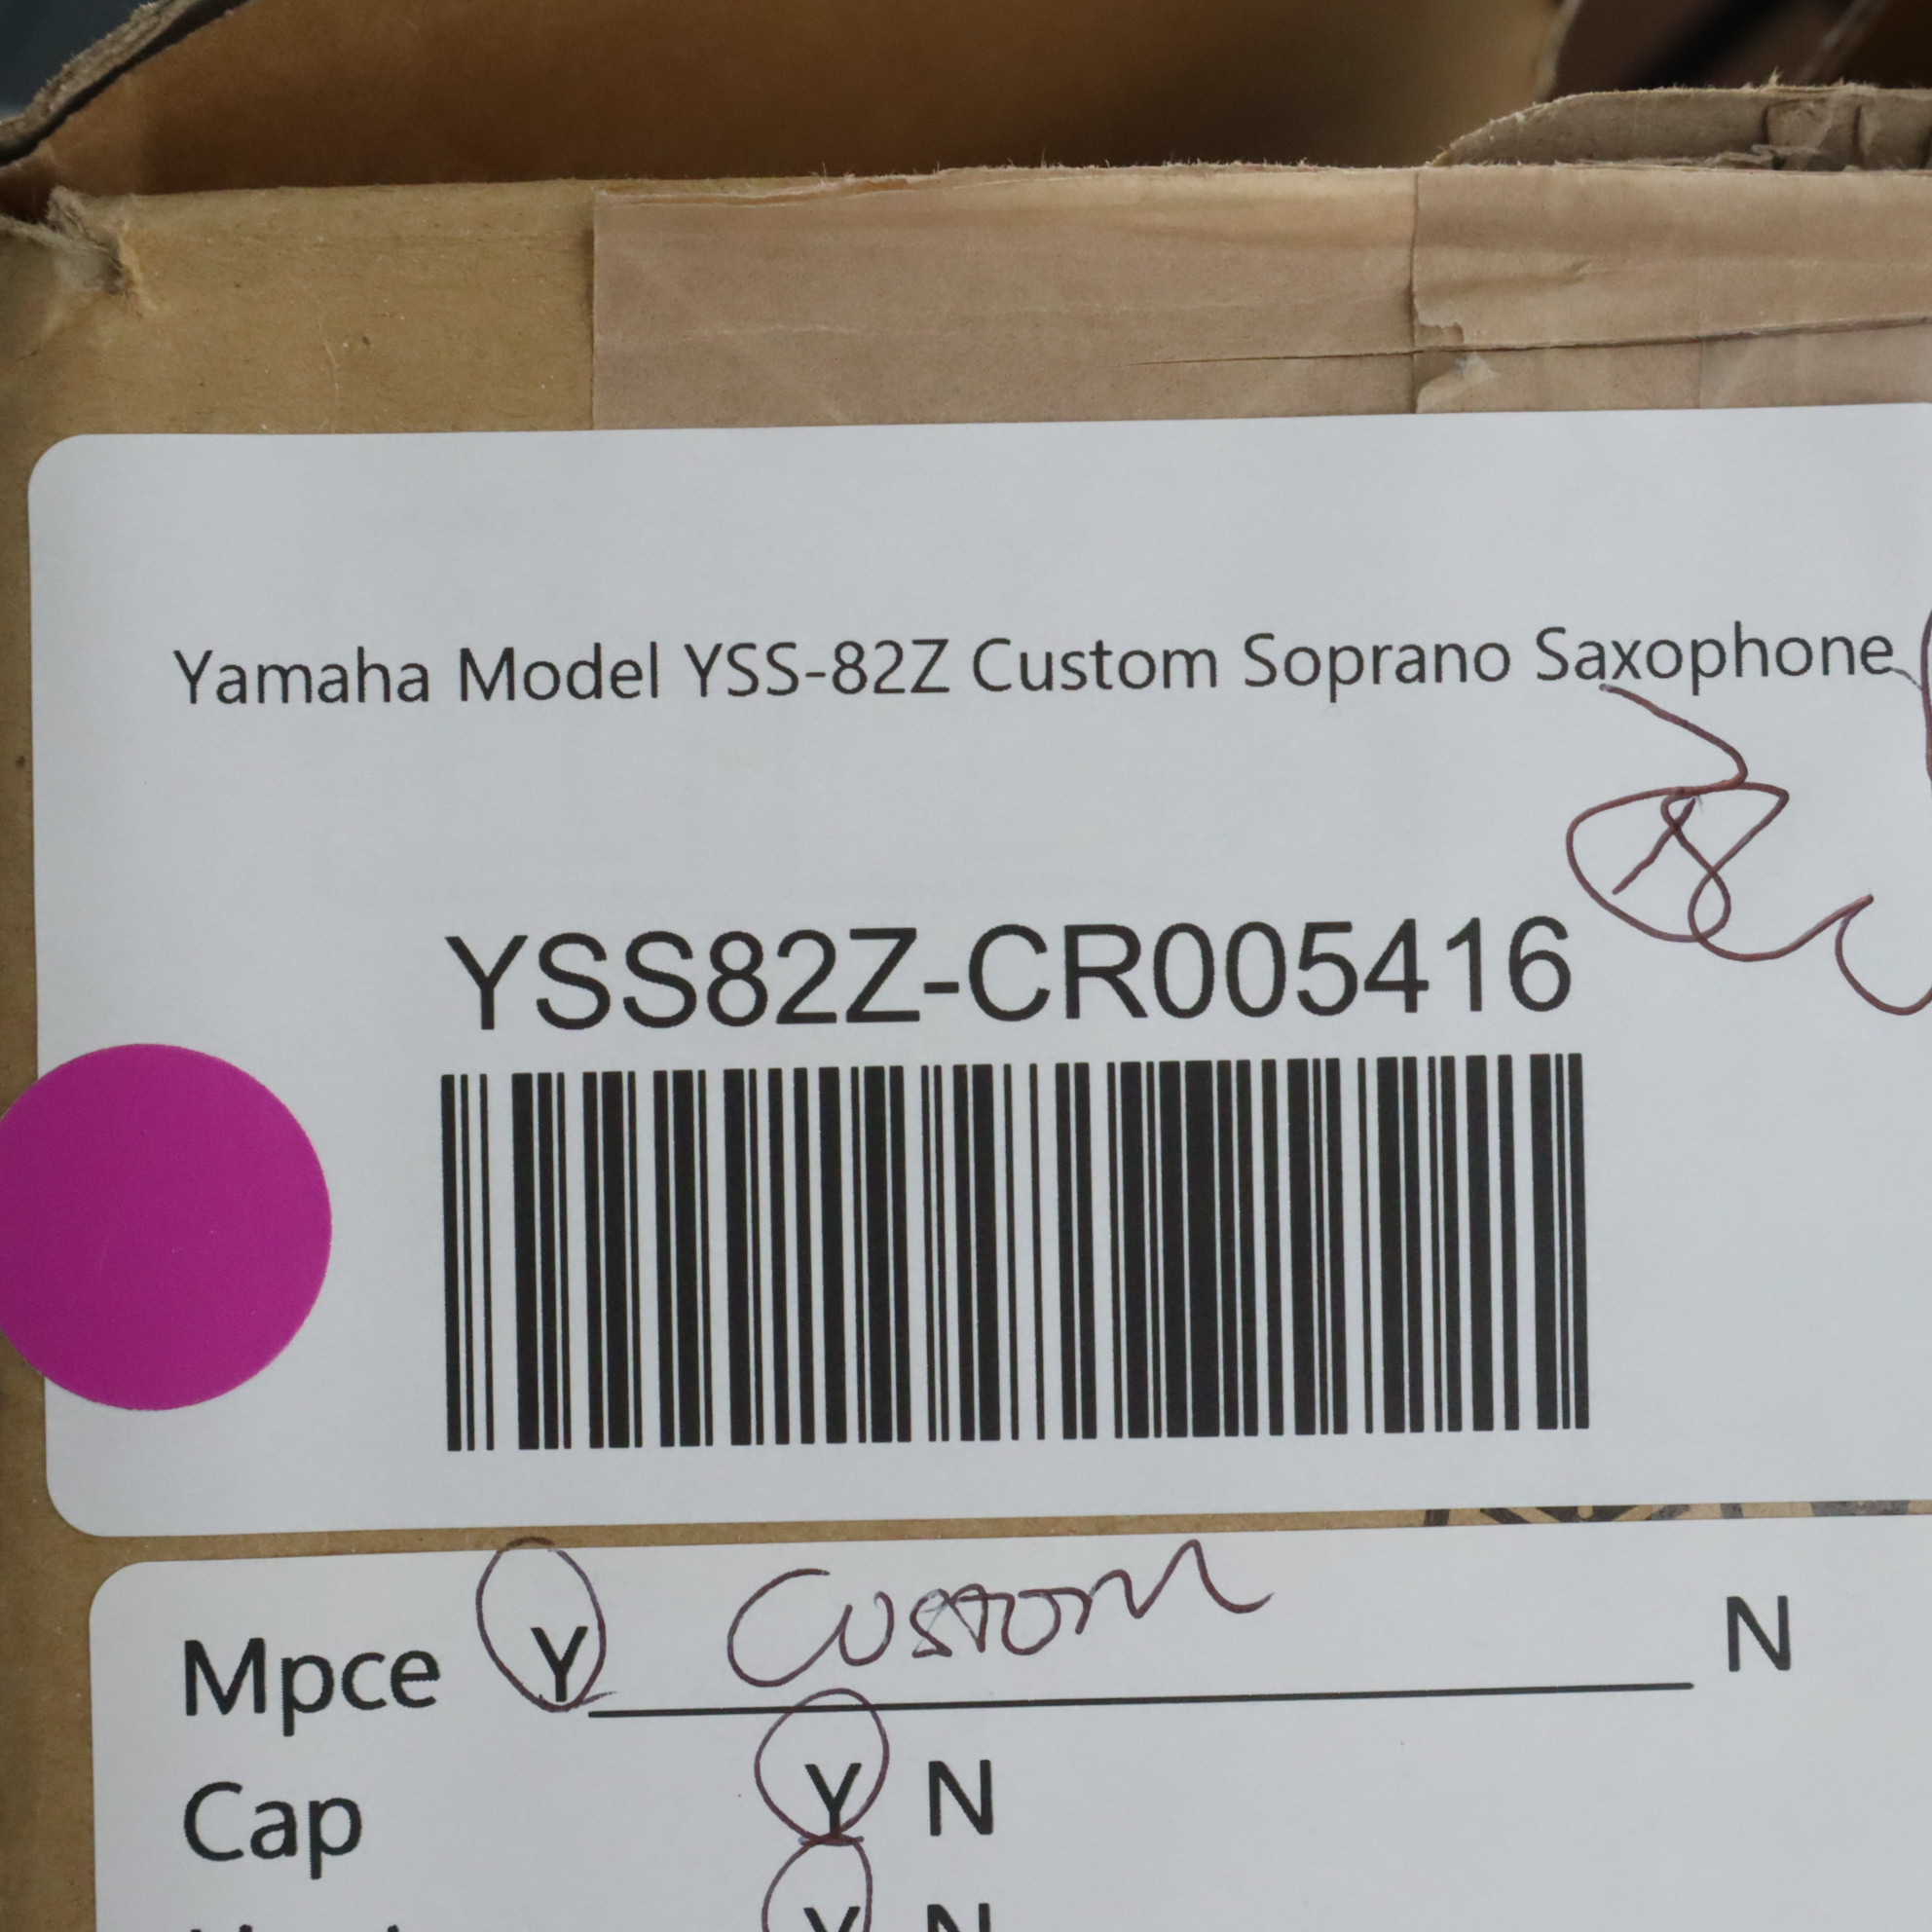 Yamaha Model YSS-82Z Custom Soprano Saxophone
YSS82Z-CR005416
Mpce Y Custom N
Cap Y N
Y N